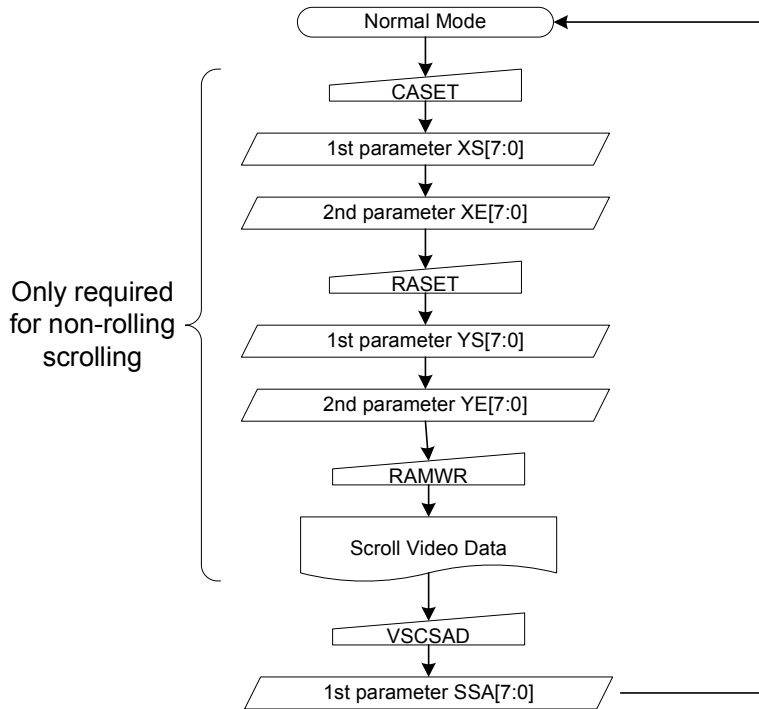 Normal Mode
CASET
1st parameter XS[7:0]
2nd parameter XE[7:0]
RASET
Only required
for non-rolling
scrolling
1st parameter YS[7:0]
2nd parameter YE[7:0]
RAMWR
Scroll Video Data
VSCSAD
1st parameter SSA[7:0]